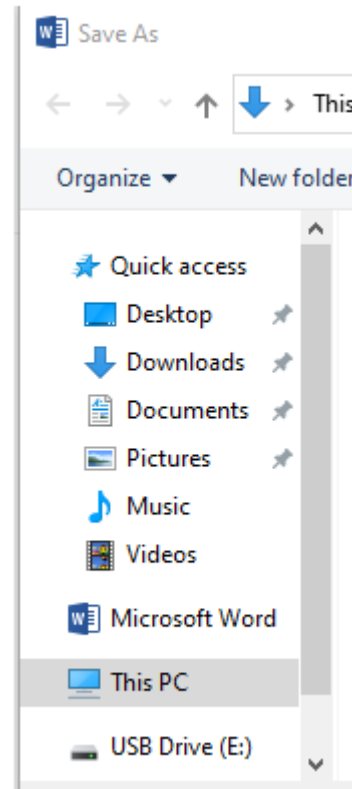 Save As
This
Organize
New folder
Quick access
Desktop
Downloads
Documents
Pictures
Music
Videos
Microsoft Word
This PC
USB Drive (E:)